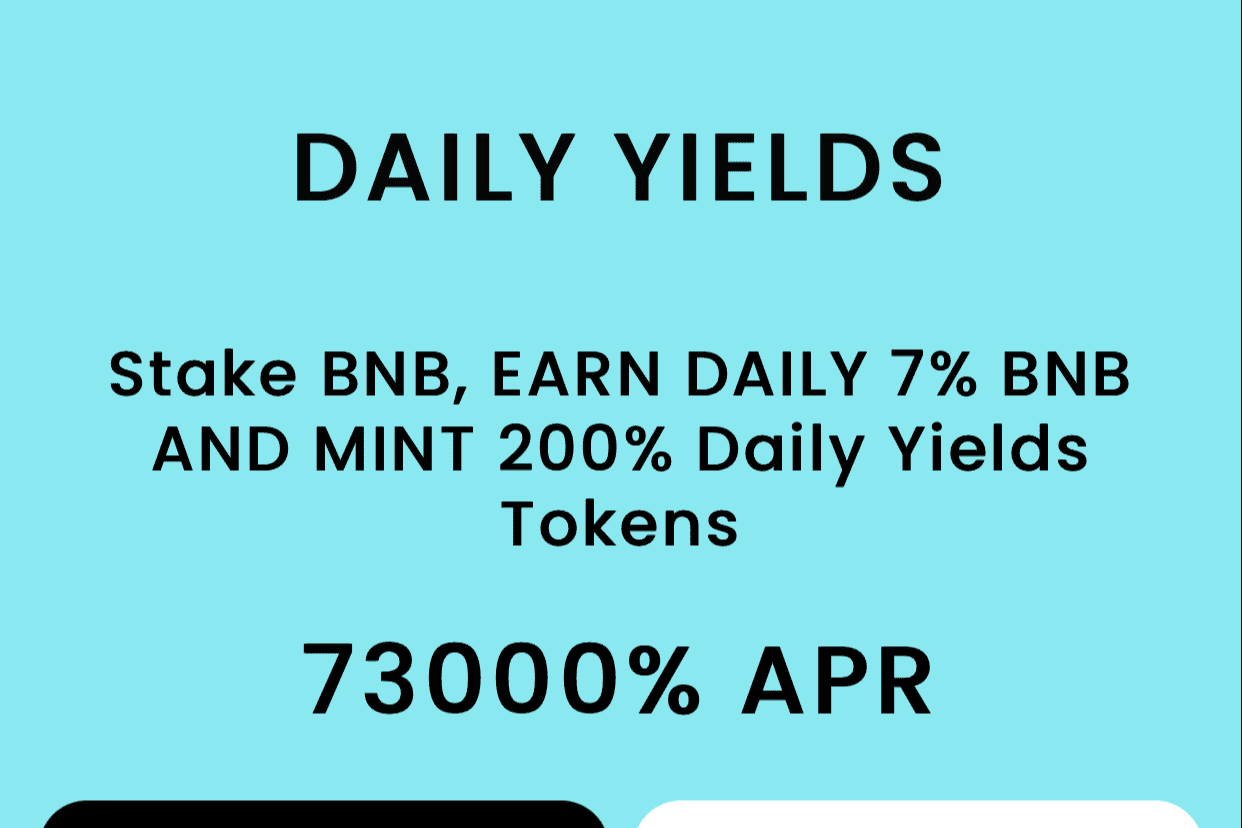 DAILY YIELDS
Stake BNB, EARN DAILY 7% BNB
AND MINT 200% Daily Yields
Tokens
73000% APR